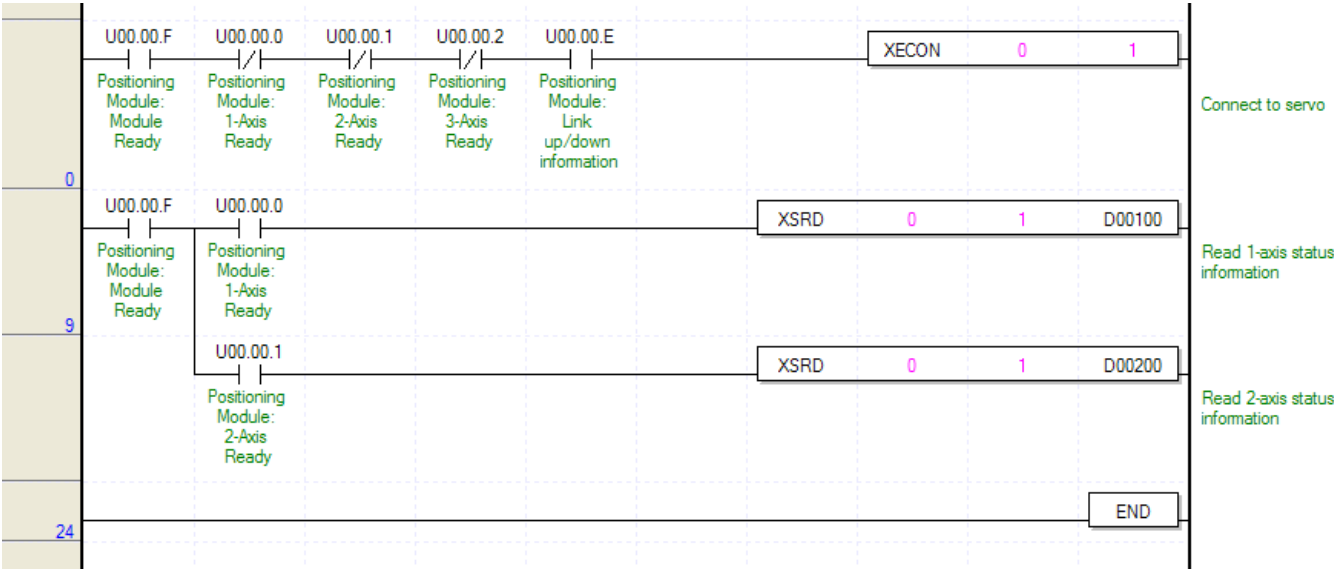 U00.00.F U00.00.0 U00.00.1 U00.00.2 U00.00.E
XECON 0 1
Positioning Module: Module Ready
Positioning Module: 1-Axis Ready
Positioning Module: 2-Axis Ready
Positioning Module: 3-Axis Ready
Positioning Module: Link up/down information
Connect to servo
0
U00.00.F U00.00.0
XSRD 0 1 D00100
Positioning Module: Module Ready
Positioning Module: 1-Axis Ready
Read 1-axis status
information
9
U00.00.1
XSRD 0 1 D00200
Positioning Module: 2-Axis Ready
Read 2-axis status
information
END
24